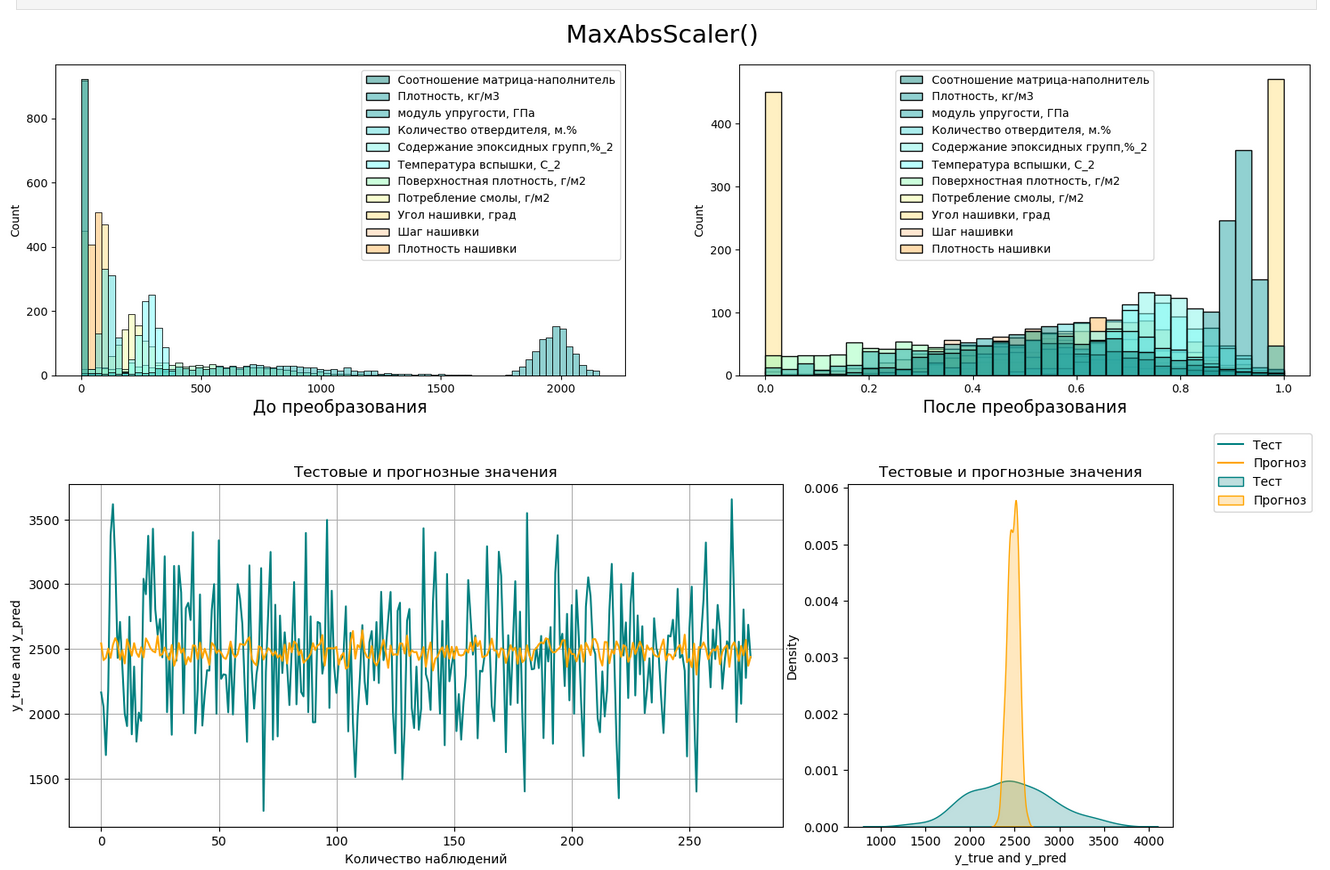 MaxAbsScaler()
Соотношение матрица-наполнитель
Плотность, кг/м3
модуль упругости, ГПа
Количество отвердителя, м.%
Содержание эпоксидных групп,%_2
Температура вспышки, С_2
Поверхностная плотность, г/м2
Потребление смолы, г/м2
Угол нашивки, град
Шаг нашивки
Плотность нашивки
Count
800
600
400
200
0
0 500 1000 1500 2000
До преобразования
Соотношение матрица-наполнитель
Плотность, кг/м3
модуль упругости, ГПа
Количество отвердителя, м.%
Содержание эпоксидных групп,%_2
Температура вспышки, С_2
Поверхностная плотность, г/м2
Потребление смолы, г/м2
Угол нашивки, град
Шаг нашивки
Плотность нашивки
Count
400
300
200
100
0
0.0 0.2 0.4 0.6 0.8 1.0
После преобразования
Тест
Прогноз
Тест
Прогноз
Тестовые и прогнозные значения
y_true and y_pred
3500
3000
2500
2000
1500
0 50 100 150 200 250
Количество наблюдений
Тестовые и прогнозные значения
Density
0.006
0.005
0.004
0.003
0.002
0.001
0.000
1000 1500 2000 2500 3000 3500 4000
y_true and y_pred